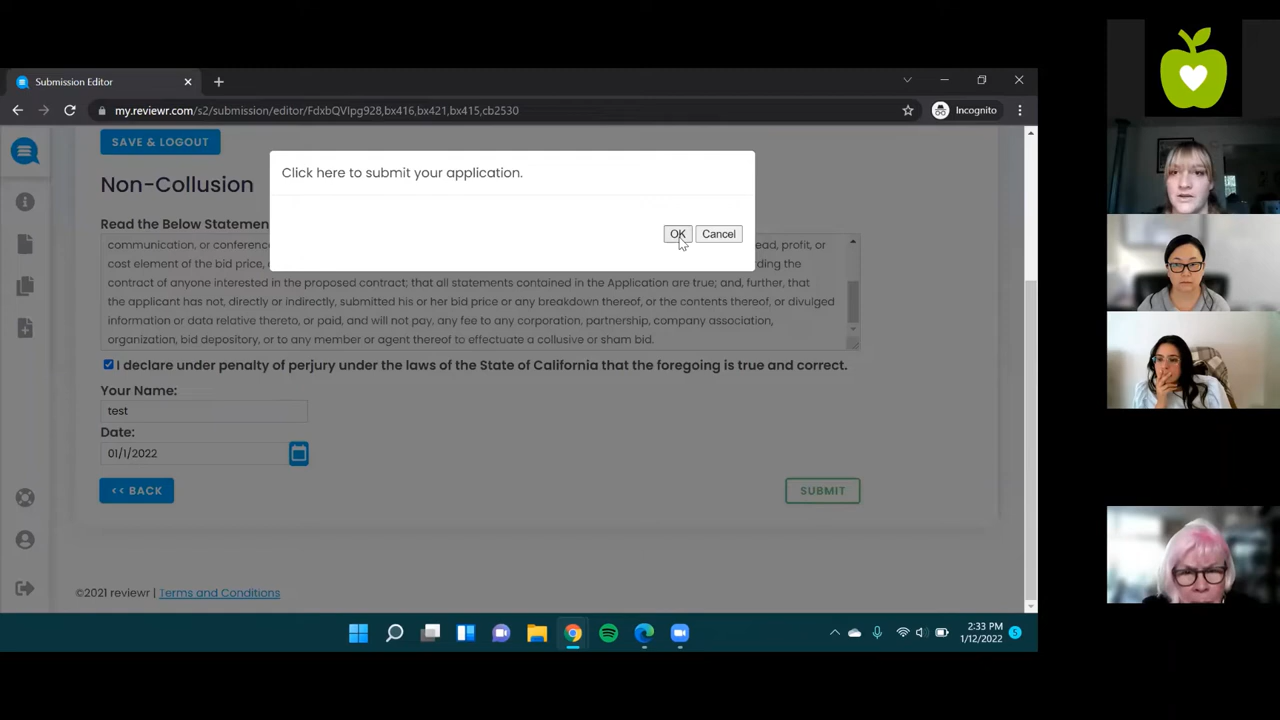 Submission Editor
my.reviewr.com/s2/submission/editor/FdxbQVIpg928,bx416,bx421,bx415,cb2530
Incognito
SAVE & LOGOUT
Click here to submit your application.
OK
Cancel
Non-Collusion
Read the Below Statemen
communication, or conferenc
ead, profit, or
cost element of the bid price,
rding the
contract of anyone interested in the proposed contract; that all statements contained in the Application are true; and, further, that
the applicant has not, directly or indirectly, submitted his or her bid price or any breakdown thereof, or the contents thereof, or divulged
information or data relative thereto, or paid, and will not pay, any fee to any corporation, partnership, company association,
organization, bid depository, or to any member or agent thereof to effectuate a collusive or sham bid.
I declare under penalty of perjury under the laws of the State of California that the foregoing is true and correct.
Your Name:
test
Date:
01/1/2022
<< BACK
SUBMIT
©2021 reviewr | Terms and Conditions
2:33 PM
1/12/2022
5